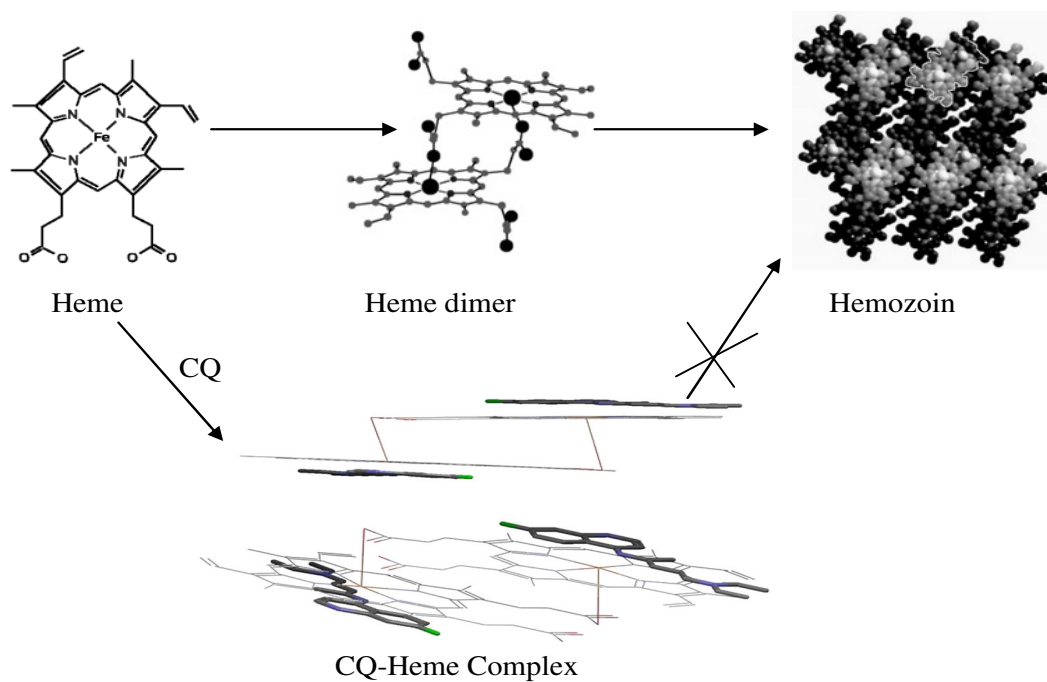 N
N
Fe
N
N
O O O O
Heme
Heme dimer
Hemozoin
CQ
CQ-Heme Complex